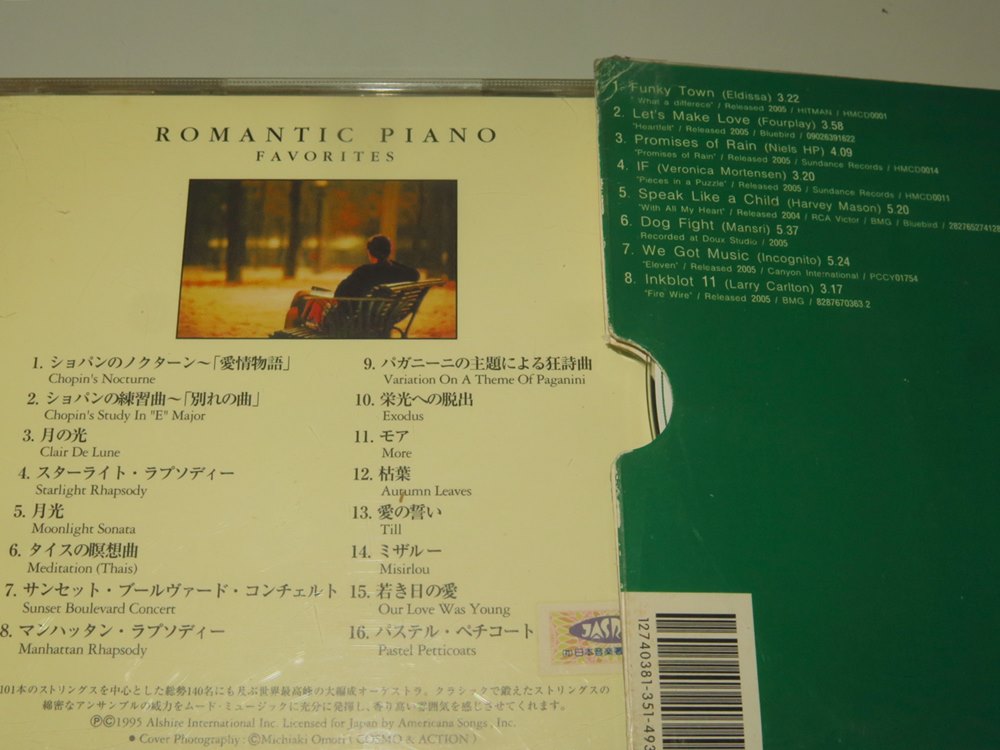 ROMANTIC PIANO
FAVORITES
1. ショパンのノクターン〜「愛情物語」
Chopin's Nocturne
2. ショパンの練習曲〜「別れの曲」
Chopin's Study In "E" Major
3. 月の光
Clair De Lune
4. スターライト・ラプソディー
Starlight Rhapsody
5. 月光
Moonlight Sonata
6. タイスの瞑想曲
Meditation (Thais)
7. サンセット・ブールヴァード・コンチェルト
Sunset Boulevard Concert
8. マンハッタン・ラプソディー
Manhattan Rhapsody
9. パガニーニの主題による狂詩曲
Variation On A Theme Of Paganini
10. 栄光への脱出
Exodus
11. モア
More
12. 枯葉
Autumn Leaves
13. 愛の誓い
Till
14. ミザルー
Misirlou
15. 若き日の愛
Our Love Was Young
16. パステル・ペチコート
Pastel Petticoats
101本のストリングスを中心とした総勢140名にも及ぶ世界最高峰の大編成オーケストラ。クラシックで鍛えたストリングスの
綿密なアンサンブルの威力をムード・ミュージックに充分に発揮し、香り高い雰囲気を感じさせてくれます。
ⓅⒸ1995 Alshire International Inc. Licensed for Japan by Americana Songs, Inc.
● Cover Photography : ⒸMichiaki Omori ( COSMO & ACTION )
JASR
日本音楽著
1. Funky Town (Eldissa) 3.22
"What a differece" / Released 2005 / HITMAN / HMCD0001
2. Let's Make Love (Fourplay) 3.58
"Heartfelt" / Released 2005 / Bluebird / 09026391622
3. Promises of Rain (Niels HP) 4.09
"Promises of Rain" / Released 2005 / Sundance Records / HMCD0014
4. IF (Veronica Mortensen) 3.20
"Pieces in a Puzzle" / Released 2005 / Sundance Records / HMCD0011
5. Speak Like a Child (Harvey Mason) 5.20
"With All My Heart" / Released 2004 / RCA Victor / BMG / Bluebird / 282765274128
6. Dog Fight (Mansri) 5.37
Recorded at Doux Studio / 2005
7. We Got Music (Incognito) 5.24
"Eleven" / Released 2005 / Canyon International / PCCY01754
8. Inkblot 11 (Larry Carlton) 3.17
"Fire Wire" / Released 2005 / BMG / 8287670363 2
12740381-351-493